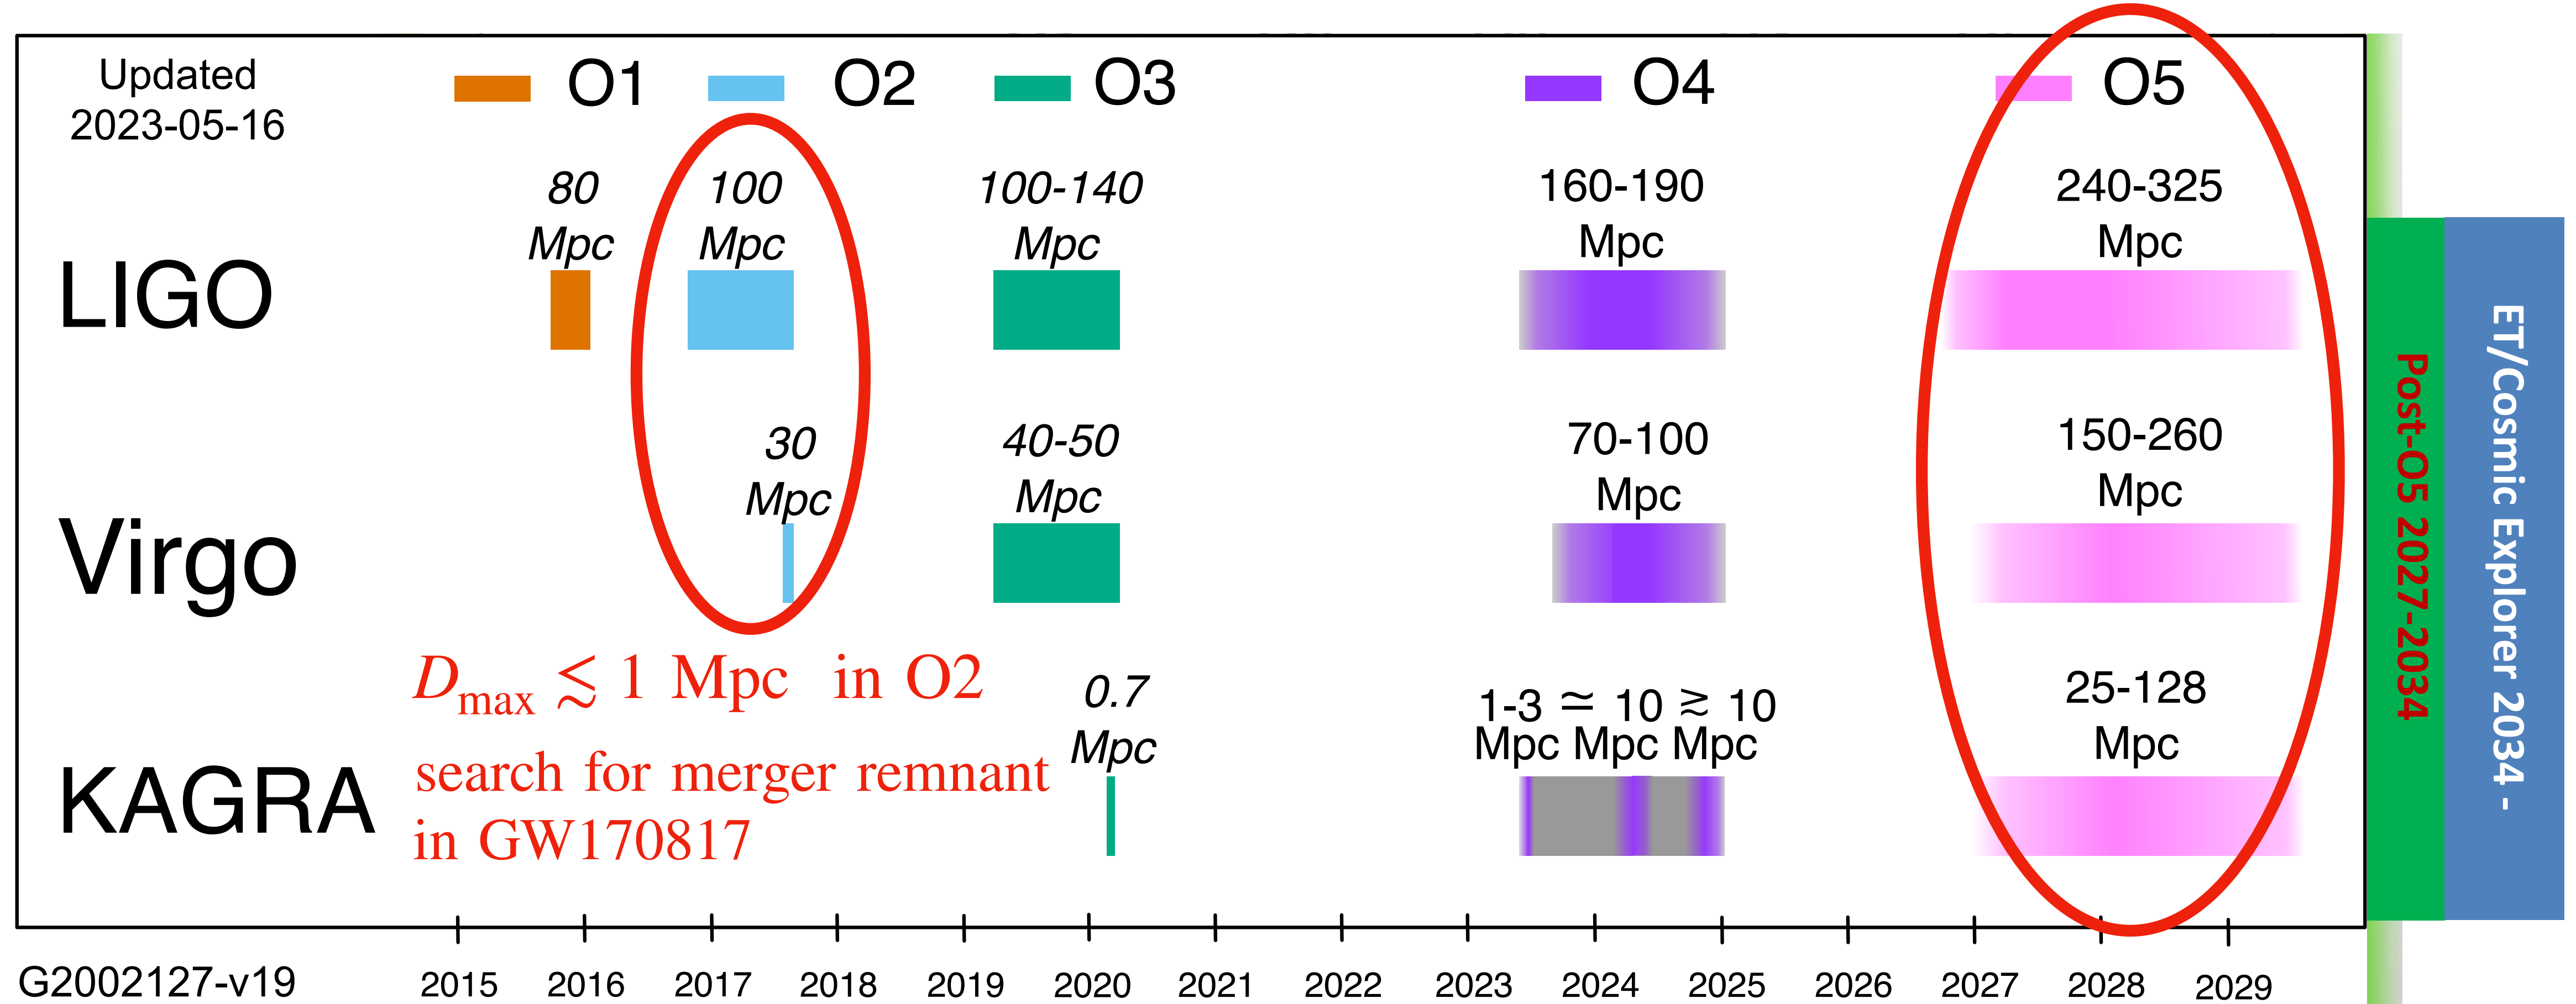 Updated
2023-05-16
O1
O2
O3
O4
O5
LIGO
80
Mpc
100
Mpc
100-140
Mpc
160-190
Mpc
240-325
Mpc
Virgo
30
Mpc
40-50
Mpc
70-100
Mpc
150-260
Mpc
KAGRA
D_max ≲ 1 Mpc in O2
search for merger remnant
in GW170817
0.7
Mpc
1-3 ≃ 10 ≳ 10
Mpc Mpc Mpc
25-128
Mpc
Post-O5 2027-2034
ET/Cosmic Explorer 2034 -
G2002127-v19
2015 2016 2017 2018 2019 2020 2021 2022 2023 2024 2025 2026 2027 2028 2029